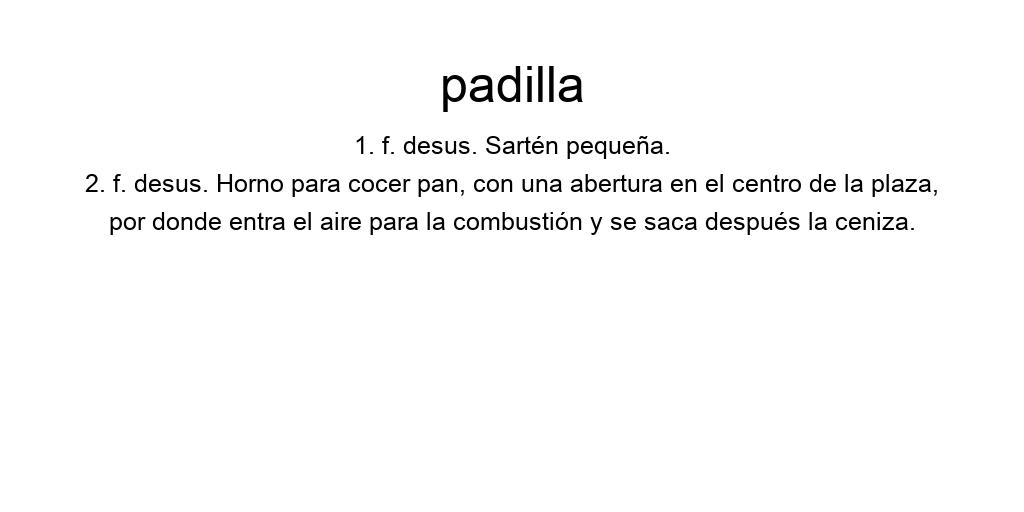 padilla
1. f. desus. Sartén pequeña.
2. f. desus. Horno para cocer pan, con una abertura en el centro de la plaza,
por donde entra el aire para la combustión y se saca después la ceniza.